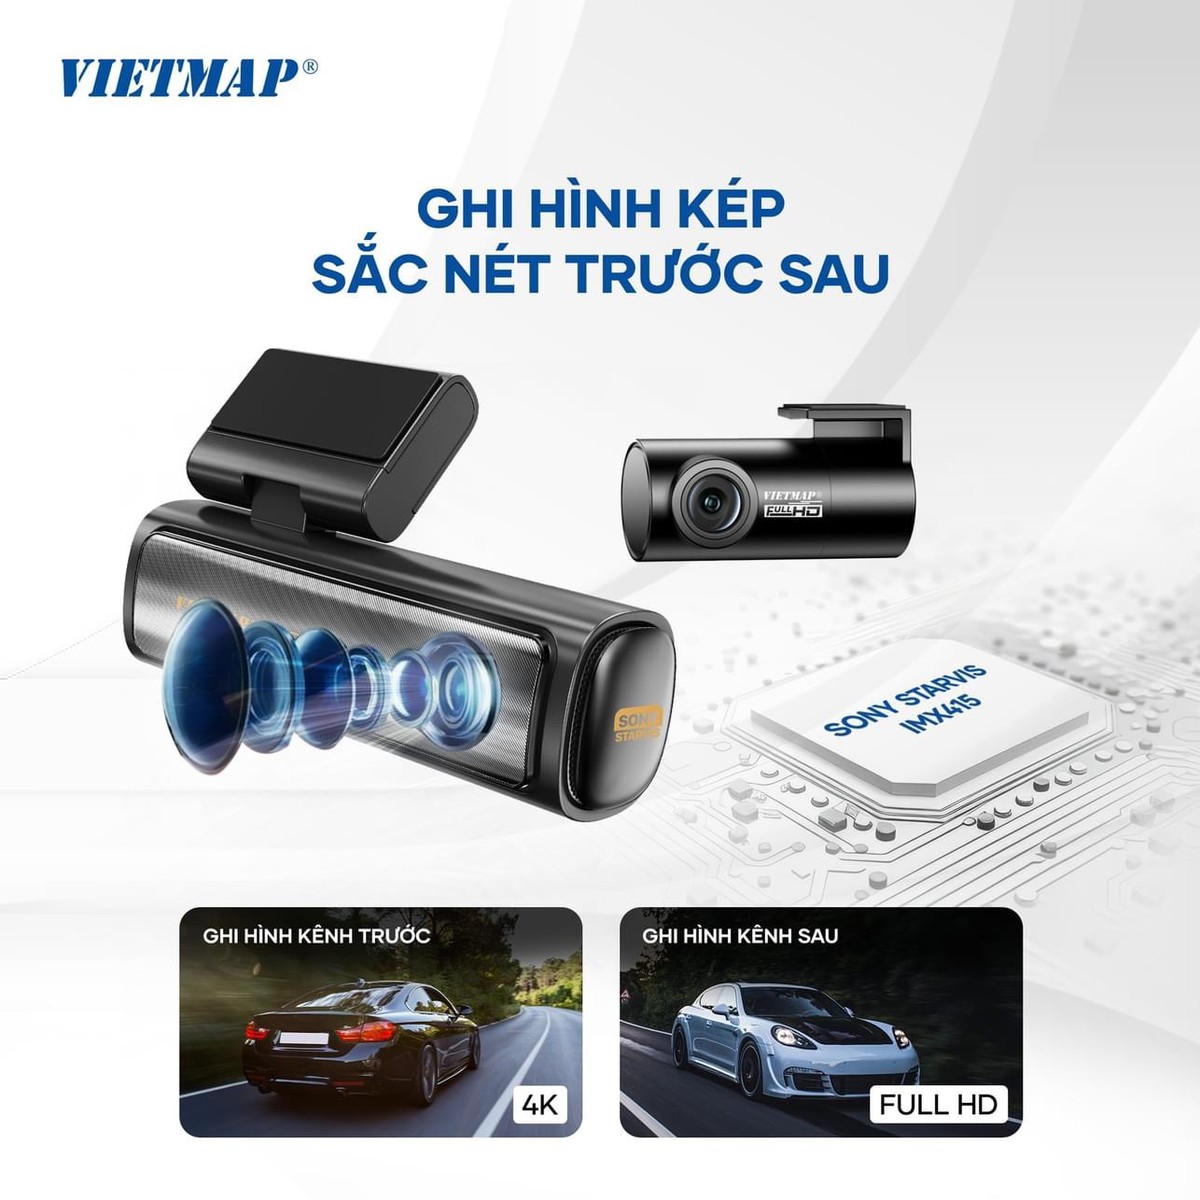 VIETMAP®
GHI HÌNH KÉP
SẮC NÉT TRƯỚC SAU
VIETMAP®
FULL HD
SONY
STARVIS
SONY STARVIS
IMX415
GHI HÌNH KÊNH TRƯỚC
4K
GHI HÌNH KÊNH SAU
FULL HD